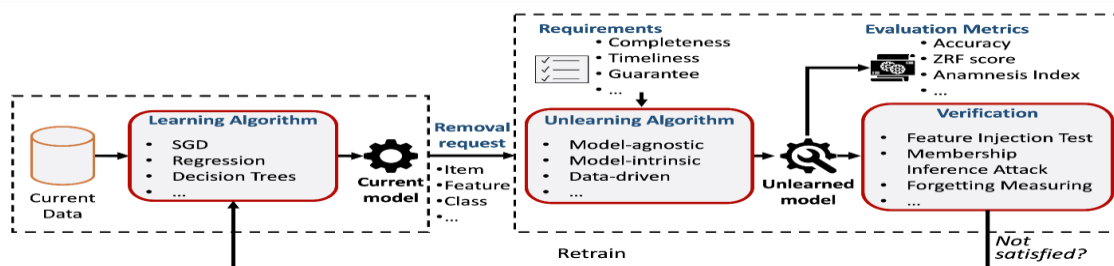 Current
Data
Learning Algorithm
• SGD
• Regression
• Decision Trees
• ...
Current
model
Removal
request
• Item
• Feature
• Class
• ...
Requirements
• Completeness
• Timeliness
• Guarantee
• ...
Unlearning Algorithm
• Model-agnostic
• Model-intrinsic
• Data-driven
• ...
Unlearned
model
Evaluation Metrics
• Accuracy
• ZRF score
• Anamnesis Index
• ...
Verification
• Feature Injection Test
• Membership
Inference Attack
• Forgetting Measuring
• ...
Retrain
Not
satisfied?